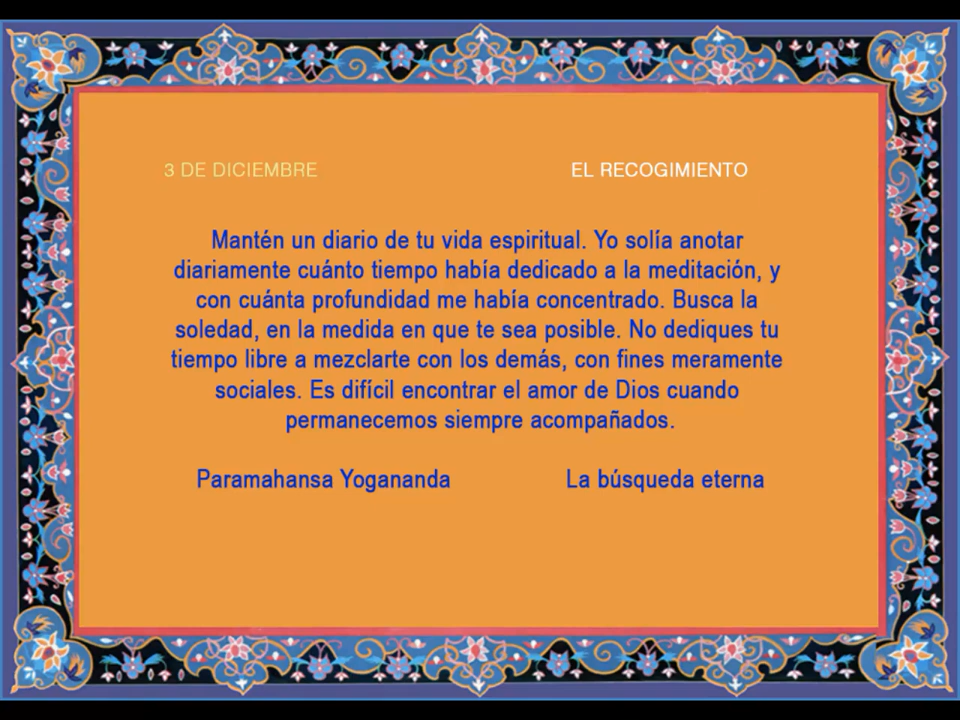 3 DE DICIEMBRE EL RECOGIMIENTO
Mantén un diario de tu vida espiritual. Yo solía anotar
diariamente cuánto tiempo había dedicado a la meditación, y
con cuánta profundidad me había concentrado. Busca la
soledad, en la medida en que te sea posible. No dediques tu
tiempo libre a mezclarte con los demás, con fines meramente
sociales. Es difícil encontrar el amor de Dios cuando
permanecemos siempre acompañados.
Paramahansa Yogananda La búsqueda eterna